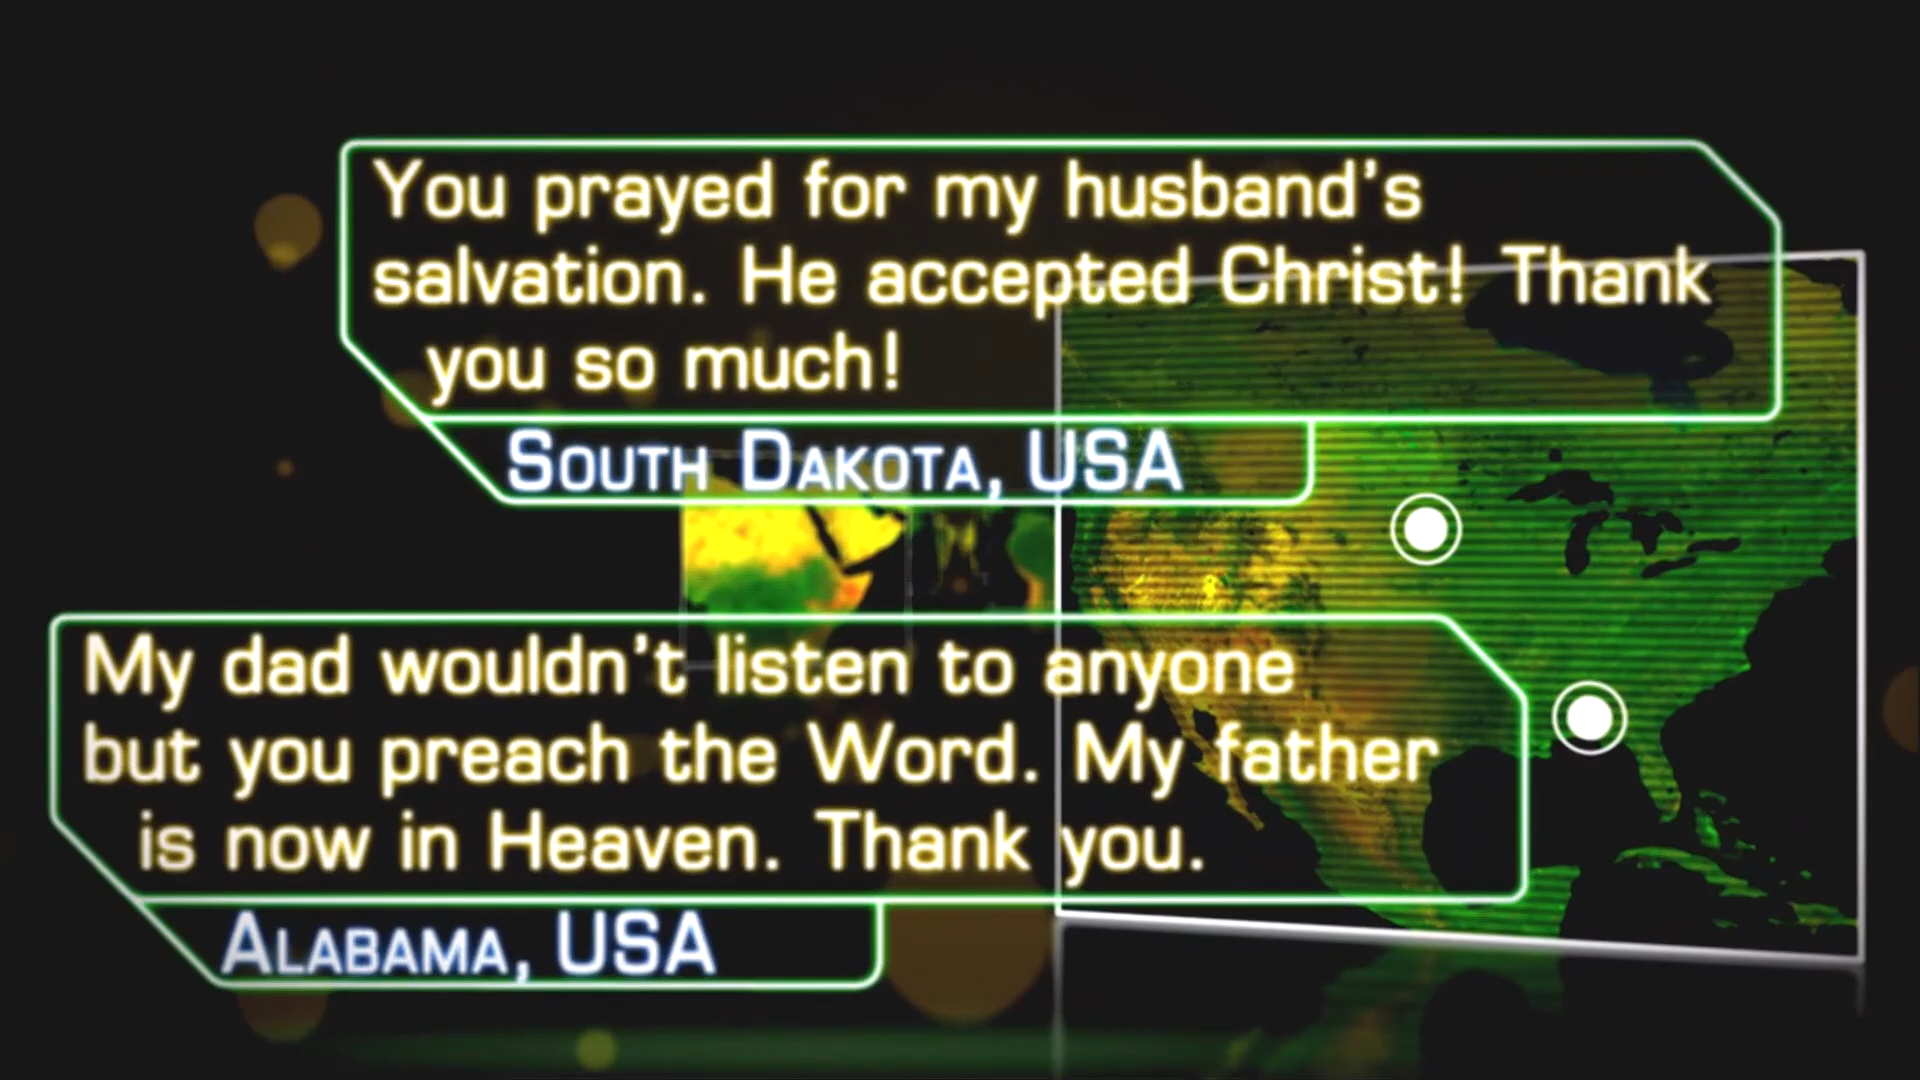 You prayed for my husband’s
salvation. He accepted Christ! Thank
you so much!
South Dakota, USA
My dad wouldn’t listen to anyone
but you preach the Word. My father
is now in Heaven. Thank you.
Alabama, USA